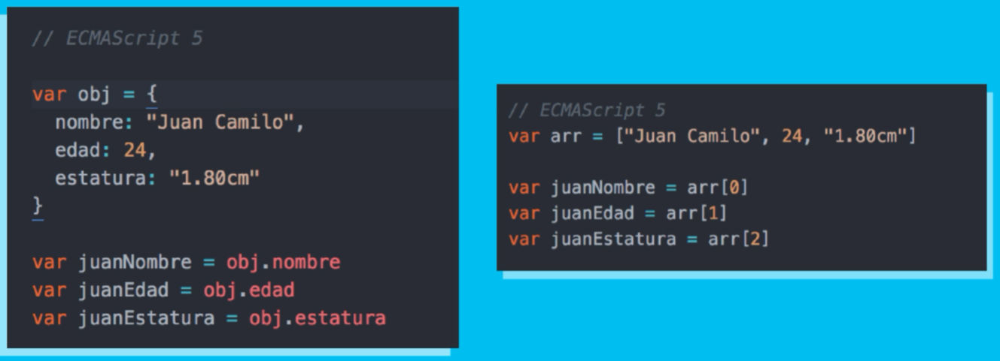 // ECMAScript 5
var obj = {
nombre: "Juan Camilo",
edad: 24,
estatura: "1.80cm"
}
var juanNombre = obj.nombre
var juanEdad = obj.edad
var juanEstatura = obj.estatura
// ECMAScript 5
var arr = ["Juan Camilo", 24, "1.80cm"]
var juanNombre = arr[0]
var juanEdad = arr[1]
var juanEstatura = arr[2]